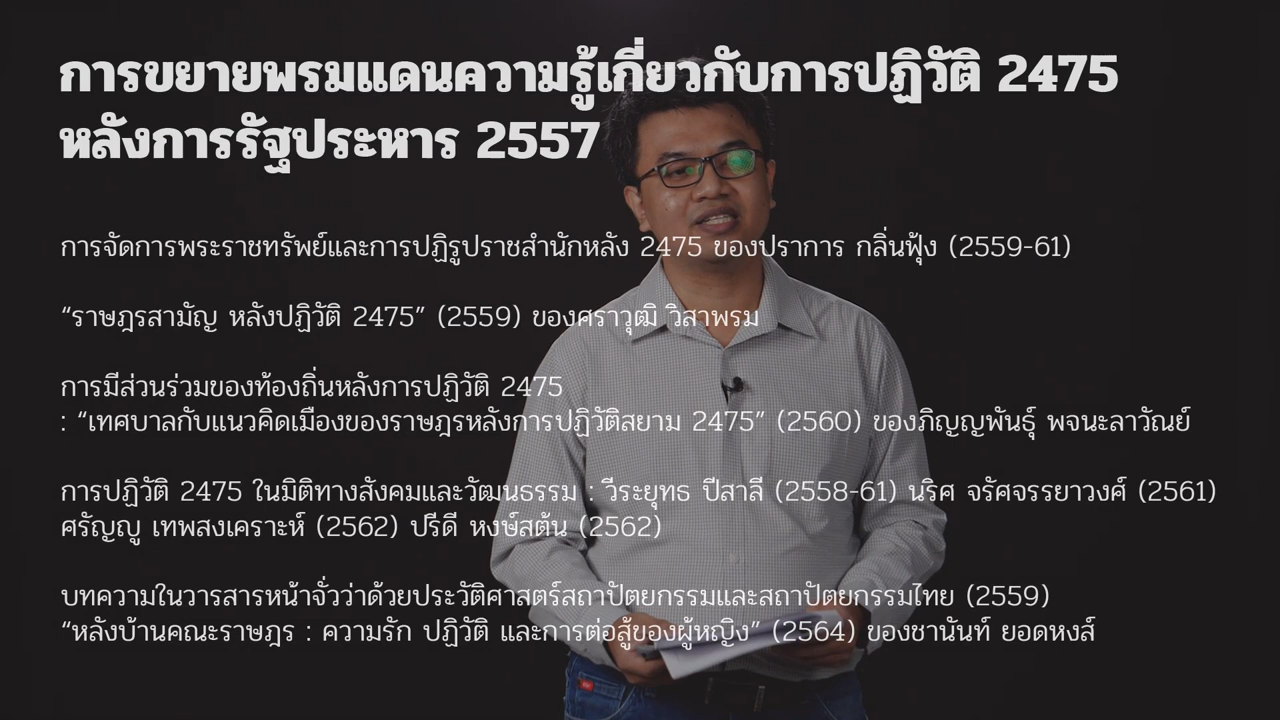 การขยายพรมแดนความรู้เกี่ยวกับการปฏิวัติ 2475
หลังการรัฐประหาร 2557
การจัดการพระราชทรัพย์และการปฏิรูปราชสำนักหลัง 2475 ของปราการ กลิ่นฟุ้ง (2559-61)
“ราษฎรสามัญ หลังปฏิวัติ 2475” (2559) ของศราวุฒิ วิสาพรม
การมีส่วนร่วมของท้องถิ่นหลังการปฏิวัติ 2475
: “เทศบาลกับแนวคิดเมืองของราษฎรหลังการปฏิวัติสยาม 2475” (2560) ของภิญญพันธุ์ พจนะลาวัณย์
การปฏิวัติ 2475 ในมิติทางสังคมและวัฒนธรรม : วีระยุทธ ปีสาลี (2558-61) นริศ จรัศจรรยาวงศ์ (2561)
ศรัญญู เทพสงเคราะห์ (2562) ปรีดี หงษ์สต้น (2562)
บทความในวารสารหน้าจั่วว่าด้วยประวัติศาสตร์สถาปัตยกรรมและสถาปัตยกรรมไทย (2559)
“หลังบ้านคณะราษฎร : ความรัก ปฏิวัติ และการต่อสู้ของผู้หญิง” (2564) ของชานันท์ ยอดหงส์